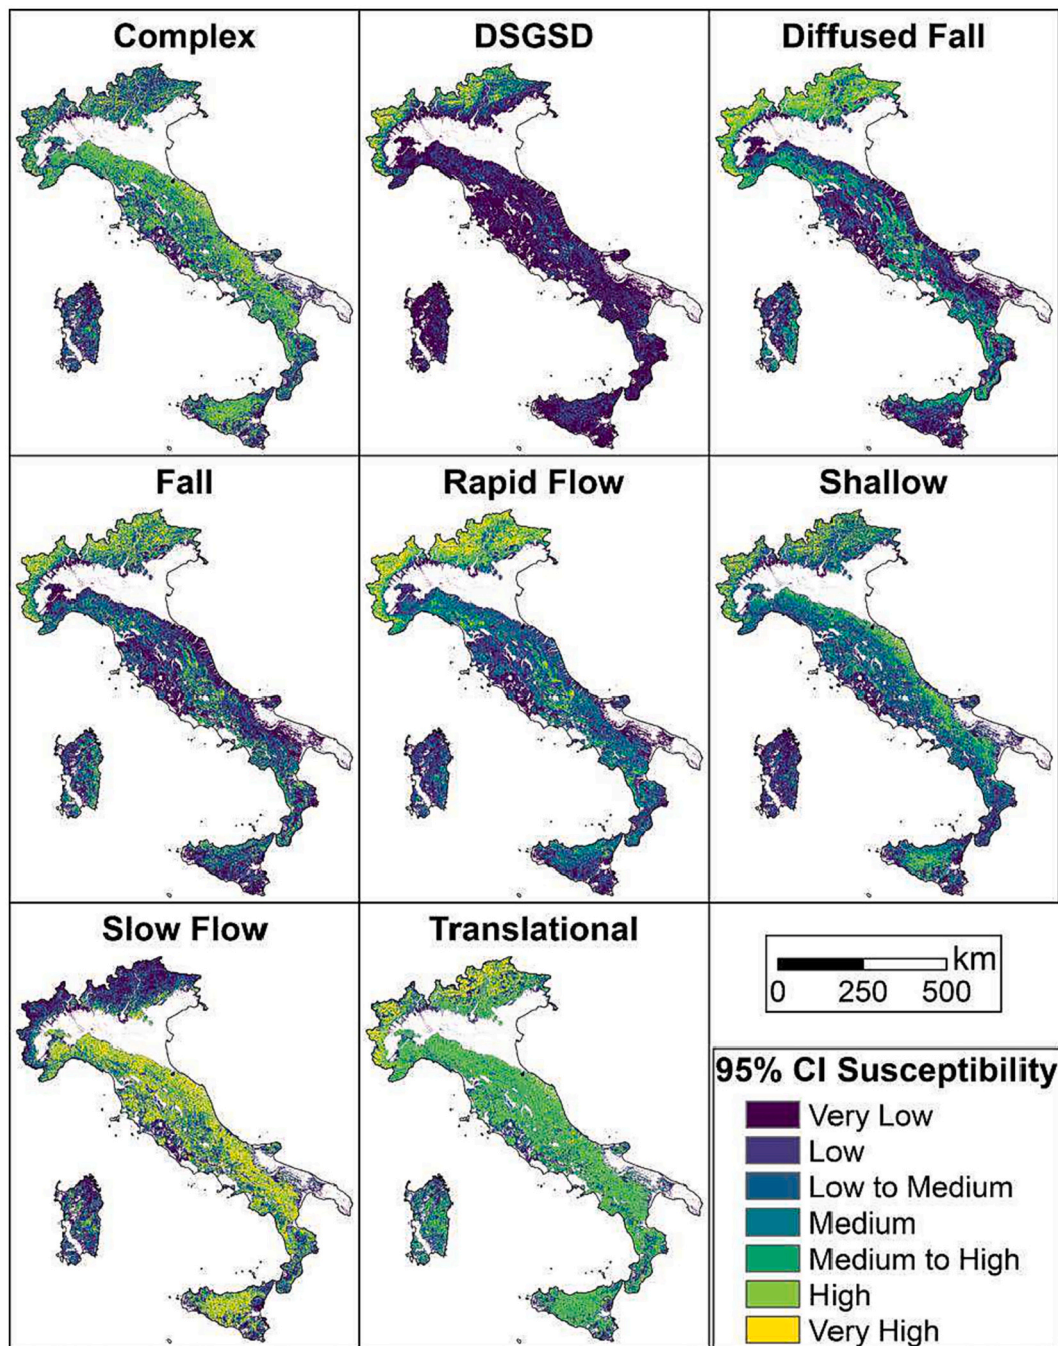 Complex
DSGSD
Diffused Fall
Fall
Rapid Flow
Shallow
Slow Flow
Translational
km
0 250 500
95% CI Susceptibility
Very Low
Low
Low to Medium
Medium
Medium to High
High
Very High